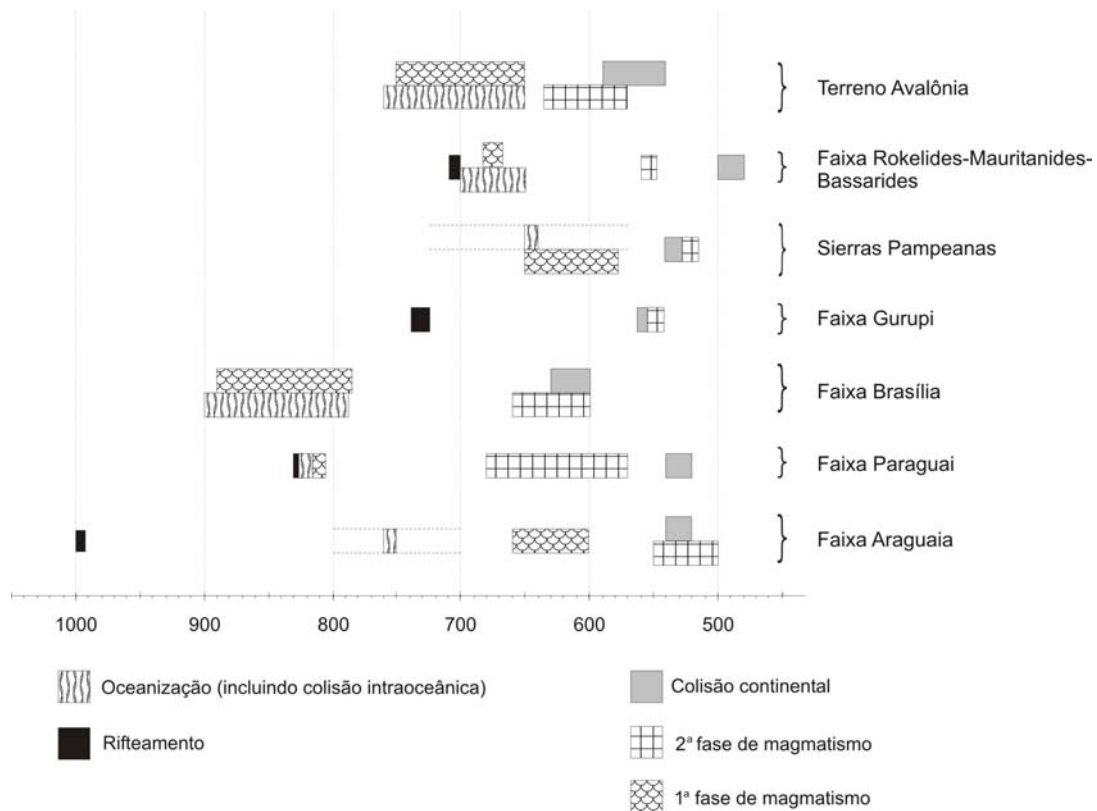 Terreno Avalônia
Faixa Rokelides-Mauritanides-
Bassarides
Sierras Pampeanas
Faixa Gurupi
Faixa Brasília
Faixa Paraguai
Faixa Araguaia
1000 900 800 700 600 500
Oceanização (incluindo colisão intraoceânica)
Colisão continental
Rifteamento
2ª fase de magmatismo
1ª fase de magmatismo